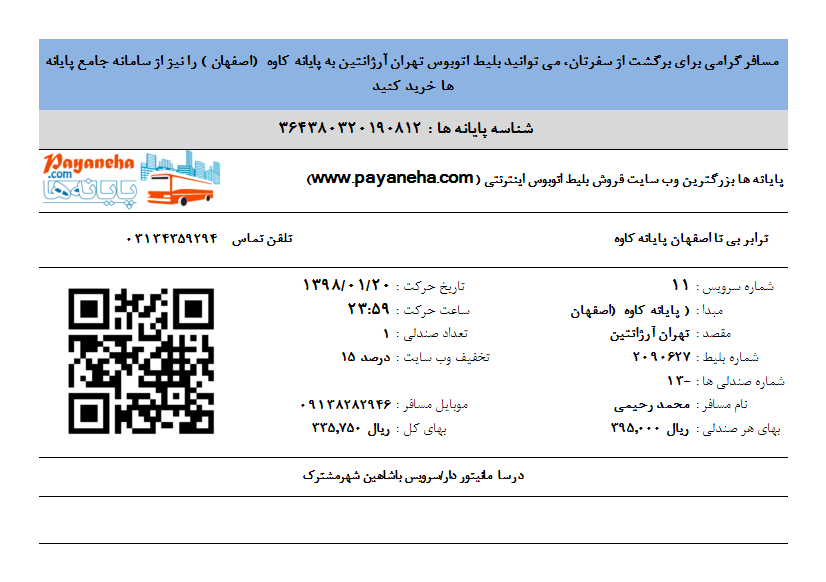 مسافر گرامی برای برگشت از سفرتان، می توانید بلیط اتوبوس تهران آرژانتین به پایانه کاوه (اصفهان ) را نیز از سامانه جامع پایانه
ها خرید کنید
شناسه پایانه ها : ۳۶۴۳۸۰۳۲۰۱۹۰۸۱۲
Payaneha
.com
پایانه‌ها
پایانه ها بزرگترین وب سایت فروش بلیط اتوبوس اینترنتی (www.payaneha.com)
ترابر بی تا اصفهان پایانه کاوه
تلفن تماس ۰۳۱۳۴۳۵۹۲۹۴
شماره سرویس : ۱۱
تاریخ حرکت : ۱۳۹۸/۰۱/۲۰
مبدا : ( پایانه کاوه (اصفهان
ساعت حرکت : ۲۳:۵۹
مقصد : تهران آرژانتین
تعداد صندلی : ۱
شماره بلیط : ۲۰۹۰۶۲۷
تخفیف وب سایت : درصد ۱۵
شماره صندلی ها : -۱۳
نام مسافر : محمد رحیمی
موبایل مسافر : ۰۹۱۳۸۲۸۲۹۴۶
بهای هر صندلی : ریال ۳۹۵,۰۰۰
بهای کل : ریال ۳۳۵,۷۵۰
درسا مانیتور دار/سرویس باشاهین شهرمشترک